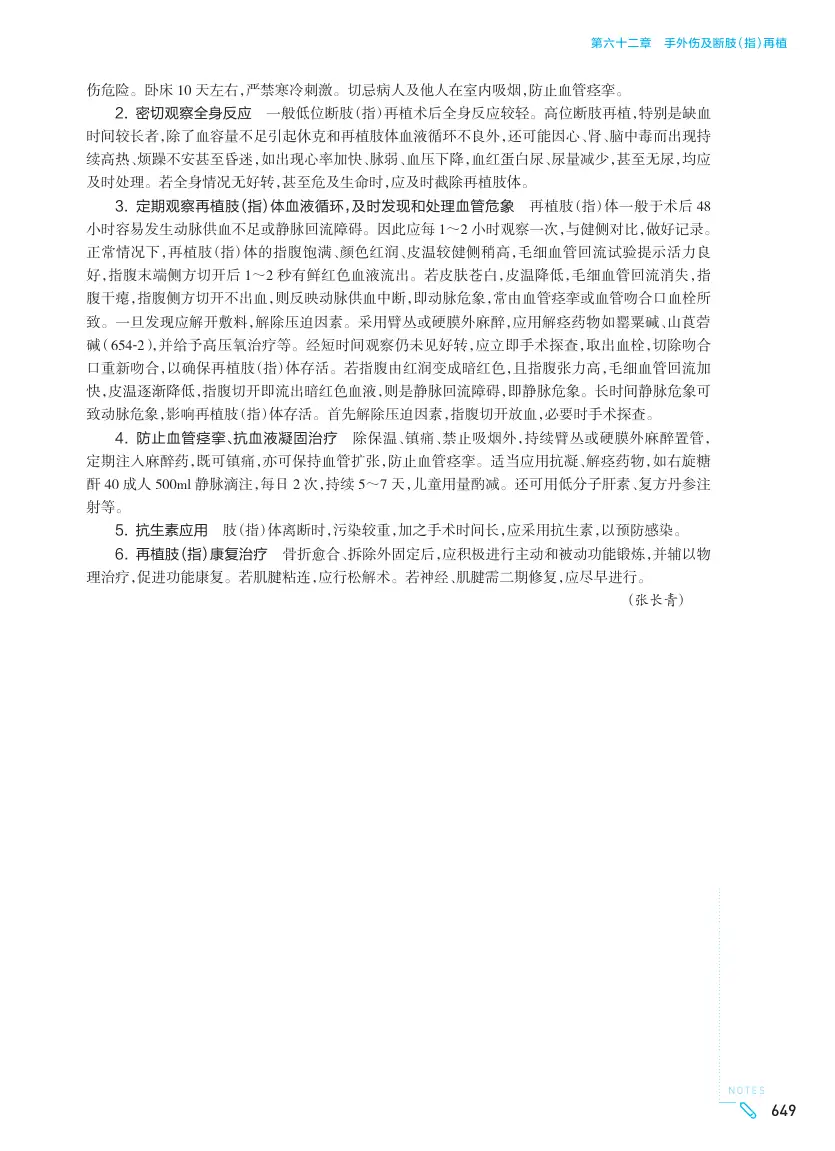 第六十二章　手外伤及断肢(指)再植
伤危险。卧床 10 天左右,严禁寒冷刺激。切忌病人及他人在室内吸烟,防止血管痉挛。
2. 密切观察全身反应　一般低位断肢(指)再植术后全身反应较轻。高位断肢再植,特别是缺血
时间较长者,除了血容量不足引起休克和再植肢体血液循环不良外,还可能因心、肾、脑中毒而出现持
续高热、烦躁不安甚至昏迷,如出现心率加快、脉弱、血压下降,血红蛋白尿、尿量减少,甚至无尿,均应
及时处理。若全身情况无好转,甚至危及生命时,应及时截除再植肢体。
3. 定期观察再植肢(指)体血液循环,及时发现和处理血管危象　再植肢(指)体一般于术后 48
小时容易发生动脉供血不足或静脉回流障碍。因此应每 1～2 小时观察一次,与健侧对比,做好记录。
正常情况下,再植肢(指)体的指腹饱满、颜色红润、皮温较健侧稍高,毛细血管回流试验提示活力良
好,指腹末端侧方切开后 1～2 秒有鲜红色血液流出。若皮肤苍白,皮温降低,毛细血管回流消失,指
腹干瘪,指腹侧方切开不出血,则反映动脉供血中断,即动脉危象,常由血管痉挛或血管吻合口血栓所
致。一旦发现应解开敷料,解除压迫因素。采用臂丛或硬膜外麻醉,应用解痉药物如罂粟碱、山莨菪
碱(654-2),并给予高压氧治疗等。经短时间观察仍未见好转,应立即手术探查,取出血栓,切除吻合
口重新吻合,以确保再植肢(指)体存活。若指腹由红润变成暗红色,且指腹张力高,毛细血管回流加
快,皮温逐渐降低,指腹切开即流出暗红色血液,则是静脉回流障碍,即静脉危象。长时间静脉危象可
致动脉危象,影响再植肢(指)体存活。首先解除压迫因素,指腹切开放血,必要时手术探查。
4. 防止血管痉挛、抗血液凝固治疗　除保温、镇痛、禁止吸烟外,持续臂丛或硬膜外麻醉置管,
定期注入麻醉药,既可镇痛,亦可保持血管扩张,防止血管痉挛。适当应用抗凝、解痉药物,如右旋糖
酐 40 成人 500ml 静脉滴注,每日 2 次,持续 5～7 天,儿童用量酌减。还可用低分子肝素、复方丹参注
射等。
5. 抗生素应用　肢(指)体离断时,污染较重,加之手术时间长,应采用抗生素,以预防感染。
6. 再植肢(指)康复治疗　骨折愈合、拆除外固定后,应积极进行主动和被动功能锻炼,并辅以物
理治疗,促进功能康复。若肌腱粘连,应行松解术。若神经、肌腱需二期修复,应尽早进行。
(张长青)
NOTES
649